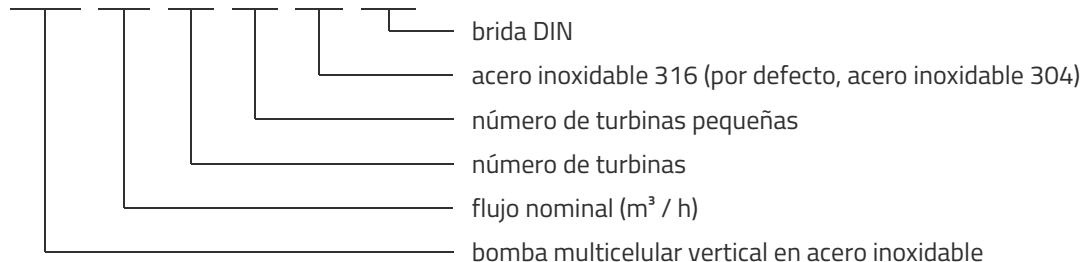 brida DIN
acero inoxidable 316 (por defecto, acero inoxidable 304)
número de turbinas pequeñas
número de turbinas
flujo nominal (m³ / h)
bomba multicelular vertical en acero inoxidable